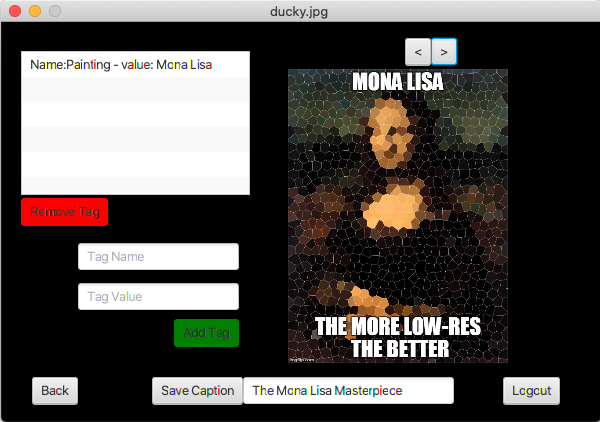 ducky.jpg
< >
Name:Painting - value: Mona Lisa
Remove Tag
Tag Name
Tag Value
Add Tag
MONA LISA
THE MORE LOW-RES
THE BETTER
imgflip.com
Back
Save Caption
The Mona Lisa Masterpiece
Logout